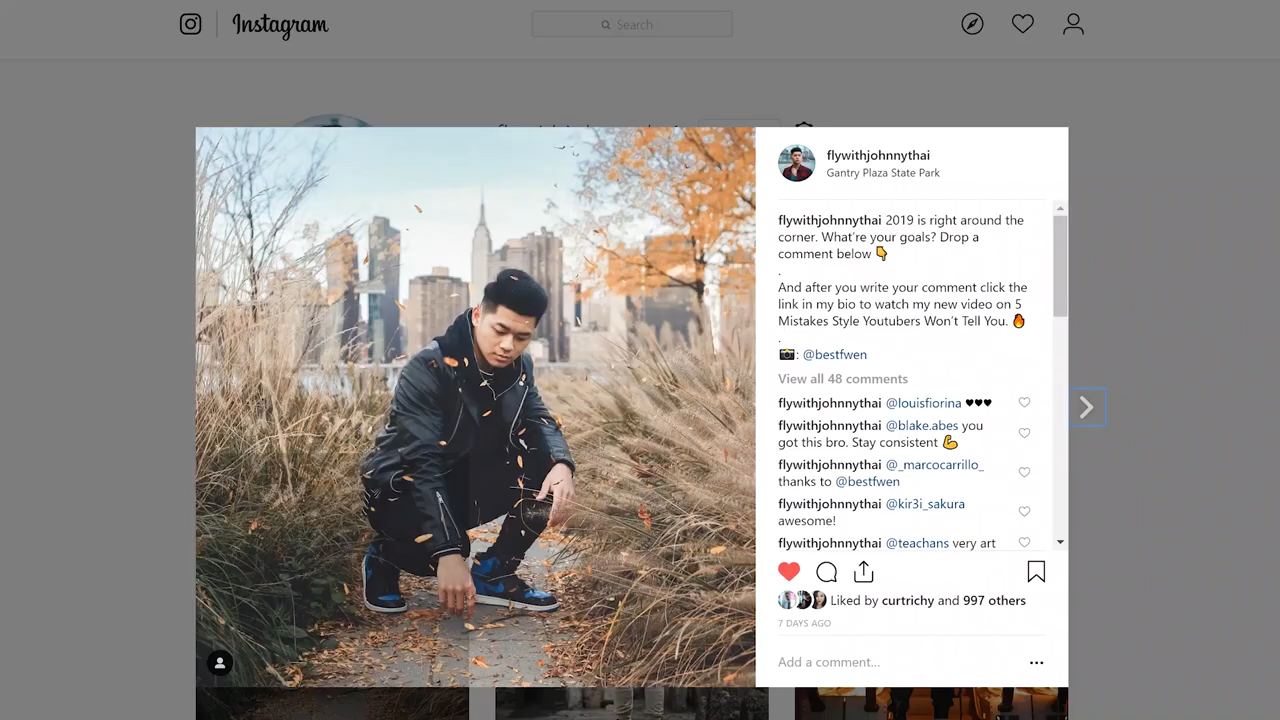 Instagram
Search
flywithjohnnythai
Gantry Plaza State Park
flywithjohnnythai 2019 is right around the
corner. What're your goals? Drop a
comment below 👇
.
And after you write your comment click the
link in my bio to watch my new video on 5
Mistakes Style Youtubers Won't Tell You. 🔥
.
📸: @bestfwen
View all 48 comments
flywithjohnnythai @louisfiorina ♥♥♥
flywithjohnnythai @blake.abes you
got this bro. Stay consistent 💪
flywithjohnnythai @_marcocarrillo_
thanks to @bestfwen
flywithjohnnythai @kir3i_sakura
awesome!
flywithjohnnythai @teachans very art
Liked by curtrichy and 997 others
7 DAYS AGO
Add a comment...